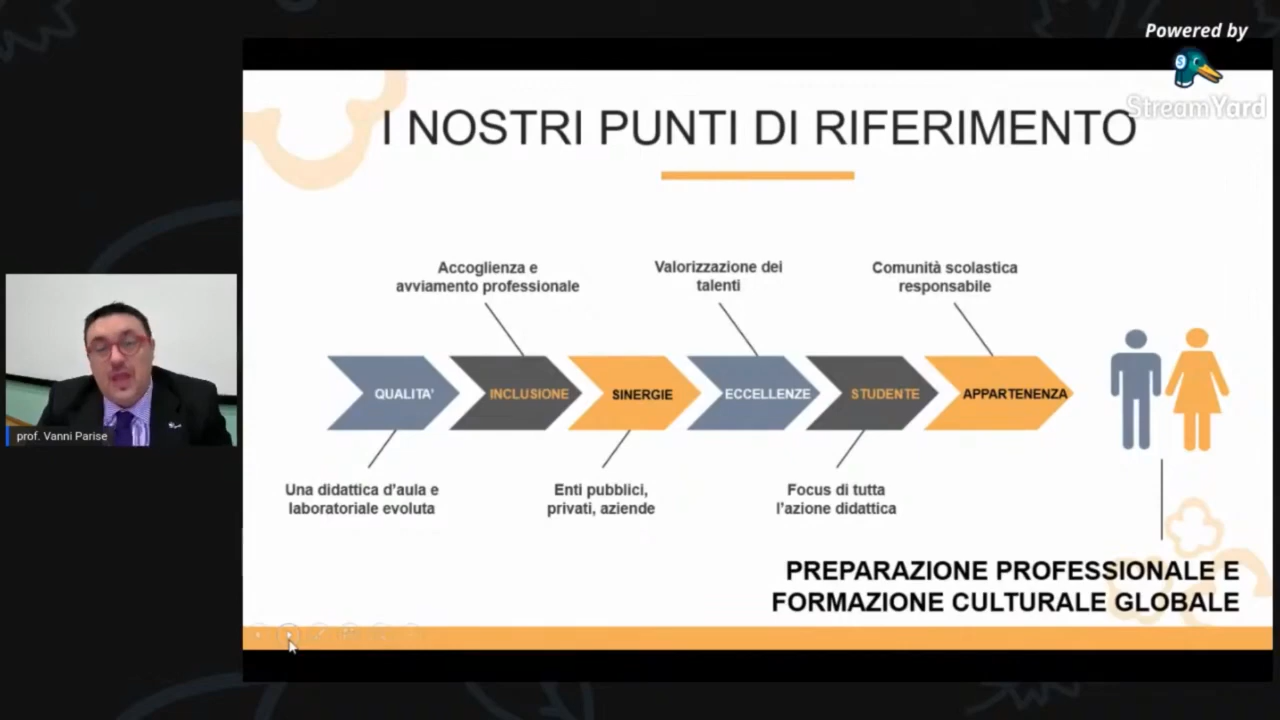 Powered by
StreamYard
I NOSTRI PUNTI DI RIFERIMENTO
Accoglienza e
avviamento professionale
Valorizzazione dei
talenti
Comunità scolastica
responsabile
QUALITA'
INCLUSIONE
SINERGIE
ECCELLENZE
STUDENTE
APPARTENENZA
Una didattica d'aula e
laboratoriale evoluta
Enti pubblici,
privati, aziende
Focus di tutta
l'azione didattica
PREPARAZIONE PROFESSIONALE E
FORMAZIONE CULTURALE GLOBALE
prof. Vanni Parise